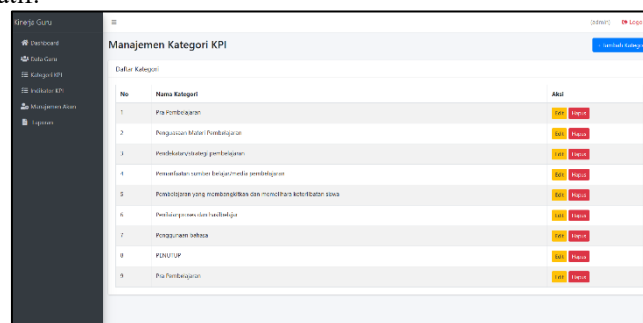 Kinerja Guru
(admin) Logo
Dashboard
Manajemen Kategori KPI
+ Tambah Kategori
Data Guru
Kategori KPI
Daftar Kategori
Indikator KPI
No Nama Kategori Aksi
Manajemen Akun
1 Pra Pembelajaran Edit Hapus
Laporan
2 Penguasaan Materi Pembelajaran Edit Hapus
3 Pendekatan/strategi pembelajaran Edit Hapus
4 Pemanfaatan sumber belajar/media pembelajaran Edit Hapus
5 Pembelajaran yang membangkitkan dan memelihara keterlibatan siswa Edit Hapus
6 Penilaian proses dan hasil belajar Edit Hapus
7 Penggunaan bahasa Edit Hapus
8 PENUTUP Edit Hapus
9 Pra Pembelajaran Edit Hapus